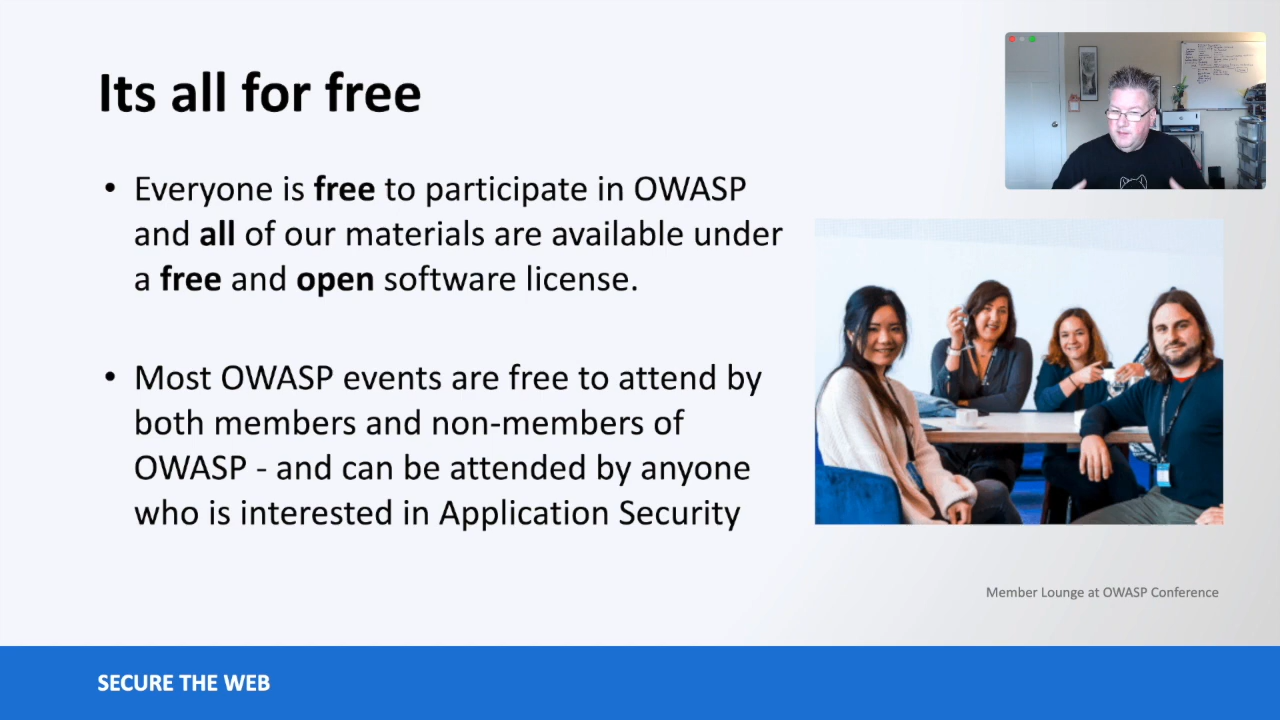 Its all for free
• Everyone is free to participate in OWASP
and all of our materials are available under
a free and open software license.
• Most OWASP events are free to attend by
both members and non-members of
OWASP - and can be attended by anyone
who is interested in Application Security
Member Lounge at OWASP Conference
SECURE THE WEB